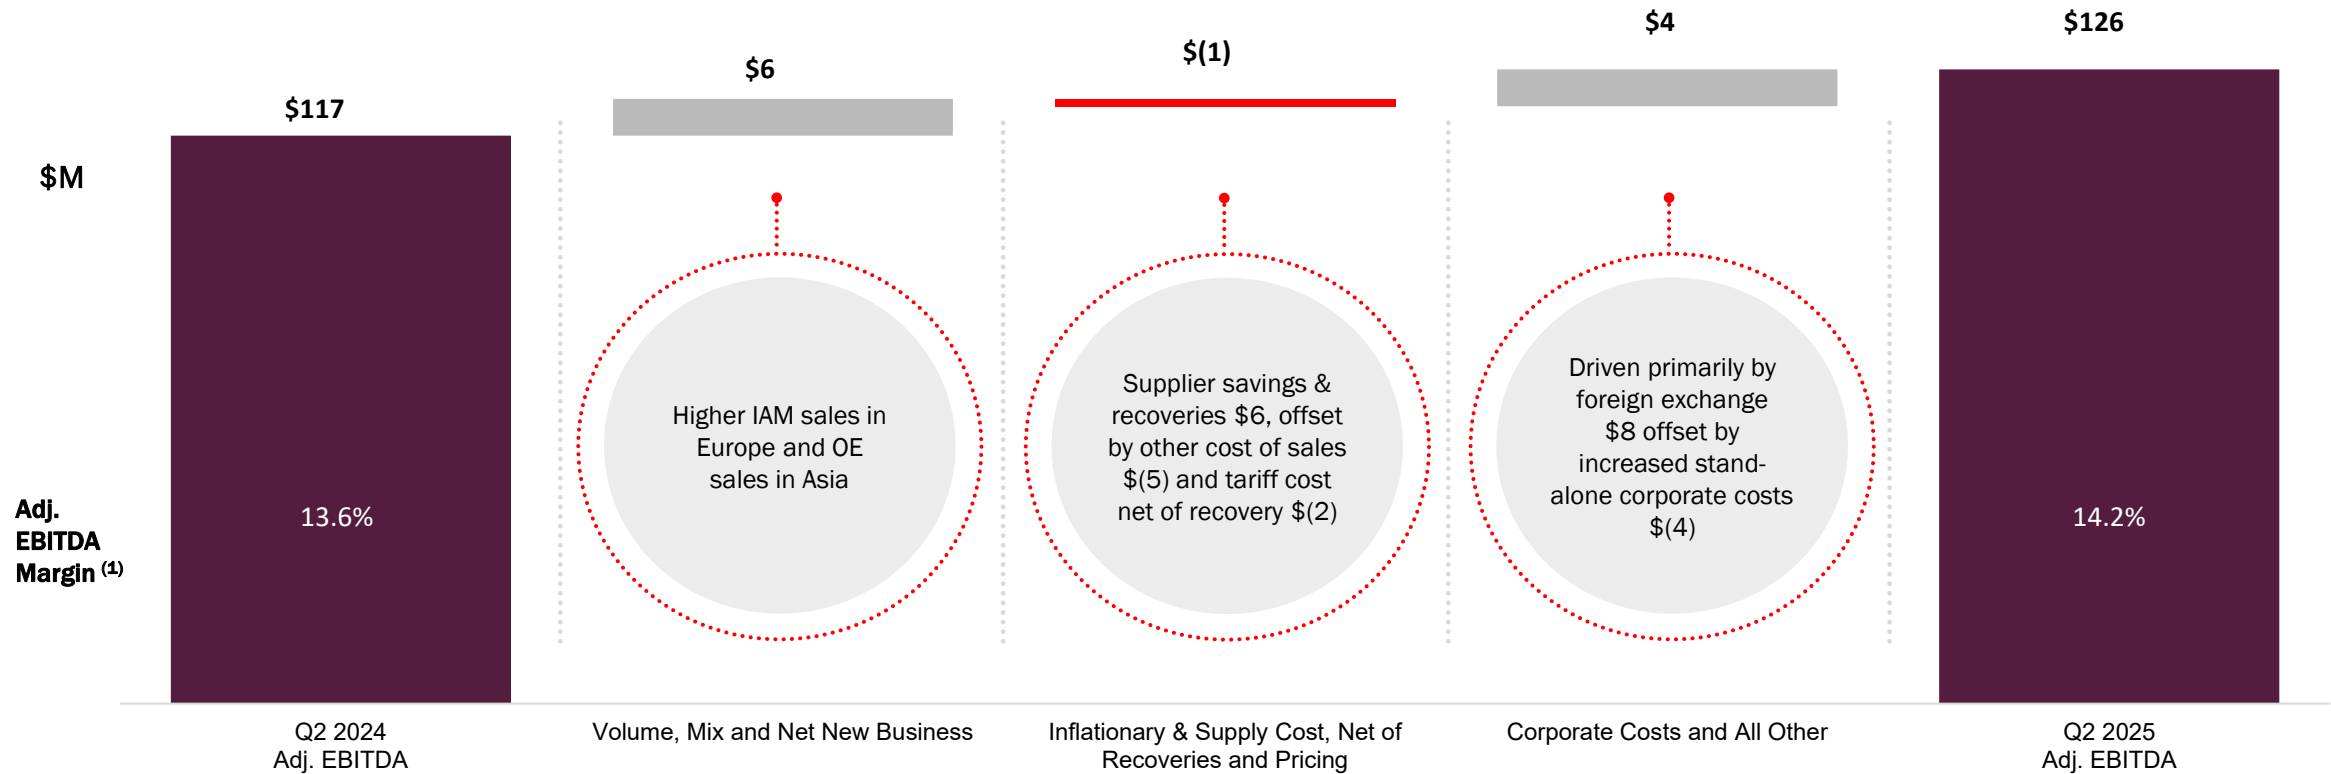 $M
Adj.
EBITDA
Margin (1)
$117
13.6%
Q2 2024
Adj. EBITDA
$6
Higher IAM sales in
Europe and OE
sales in Asia
Volume, Mix and Net New Business
$(1)
Supplier savings &
recoveries $6, offset
by other cost of sales
$(5) and tariff cost
net of recovery $(2)
Inflationary & Supply Cost, Net of
Recoveries and Pricing
$4
Driven primarily by
foreign exchange
$8 offset by
increased stand-
alone corporate costs
$(4)
Corporate Costs and All Other
$126
14.2%
Q2 2025
Adj. EBITDA